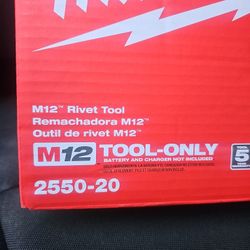 M12™ Rivet Tool
Remachadora M12™
Outil de rivet M12™
M12™ TOOL-ONLY
BATTERY AND CHARGER NOT INCLUDED
5
2550-20